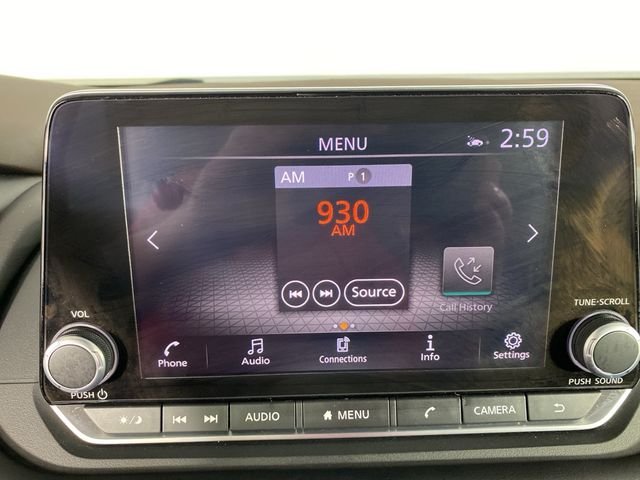 MENU 2:59
AM P 1
930
AM
Source
Call History
Phone Audio Connections Info Settings
VOL
PUSH
TUNE•SCROLL
PUSH SOUND
AUDIO MENU CAMERA